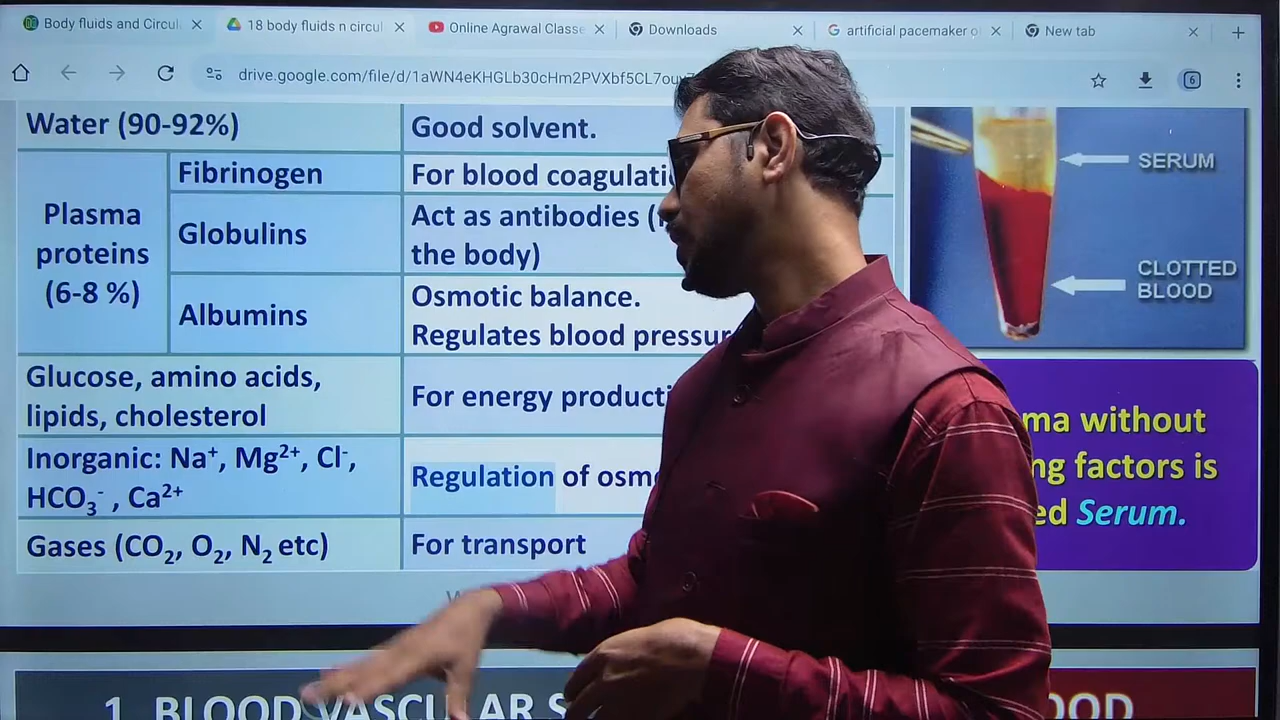 Body fluids and Circul
18 body fluids n circul
Online Agrawal Classe
Downloads
artificial pacemaker o
New tab
drive.google.com/file/d/1aWN4eKHGLb30cHm2PVXbf5CL7ouy
6
Water (90-92%)
Good solvent.
Plasma
proteins
(6-8 %)
Fibrinogen
For blood coagulati
Globulins
Act as antibodies (
the body)
Albumins
Osmotic balance.
Regulates blood pressur
Glucose, amino acids,
lipids, cholesterol
For energy producti
Inorganic: Na⁺, Mg²⁺, Cl⁻,
HCO₃⁻ , Ca²⁺
Regulation of osmo
Gases (CO₂, O₂, N₂ etc)
For transport
SERUM
CLOTTED
BLOOD
ma without
ng factors is
ed Serum.
1. BLOOD VASCULAR S
OOD